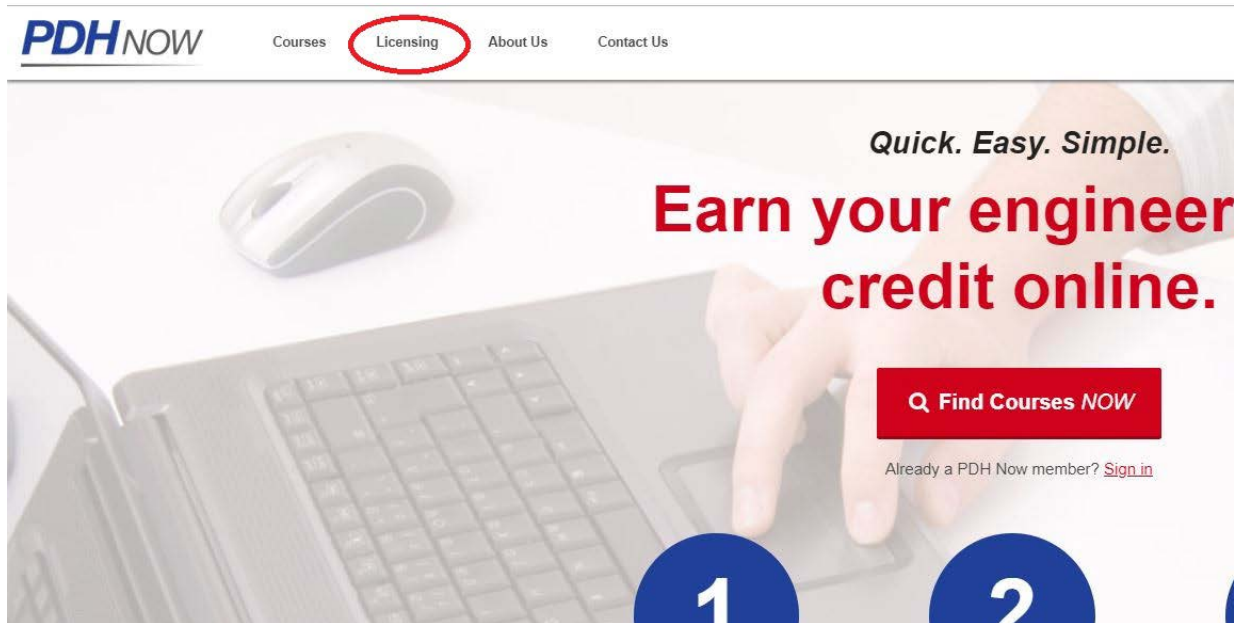 PDHNOW
Courses Licensing About Us Contact Us
Quick. Easy. Simple.
Earn your engineer
credit online.
Find Courses NOW
Already a PDH Now member? Sign in
1 2